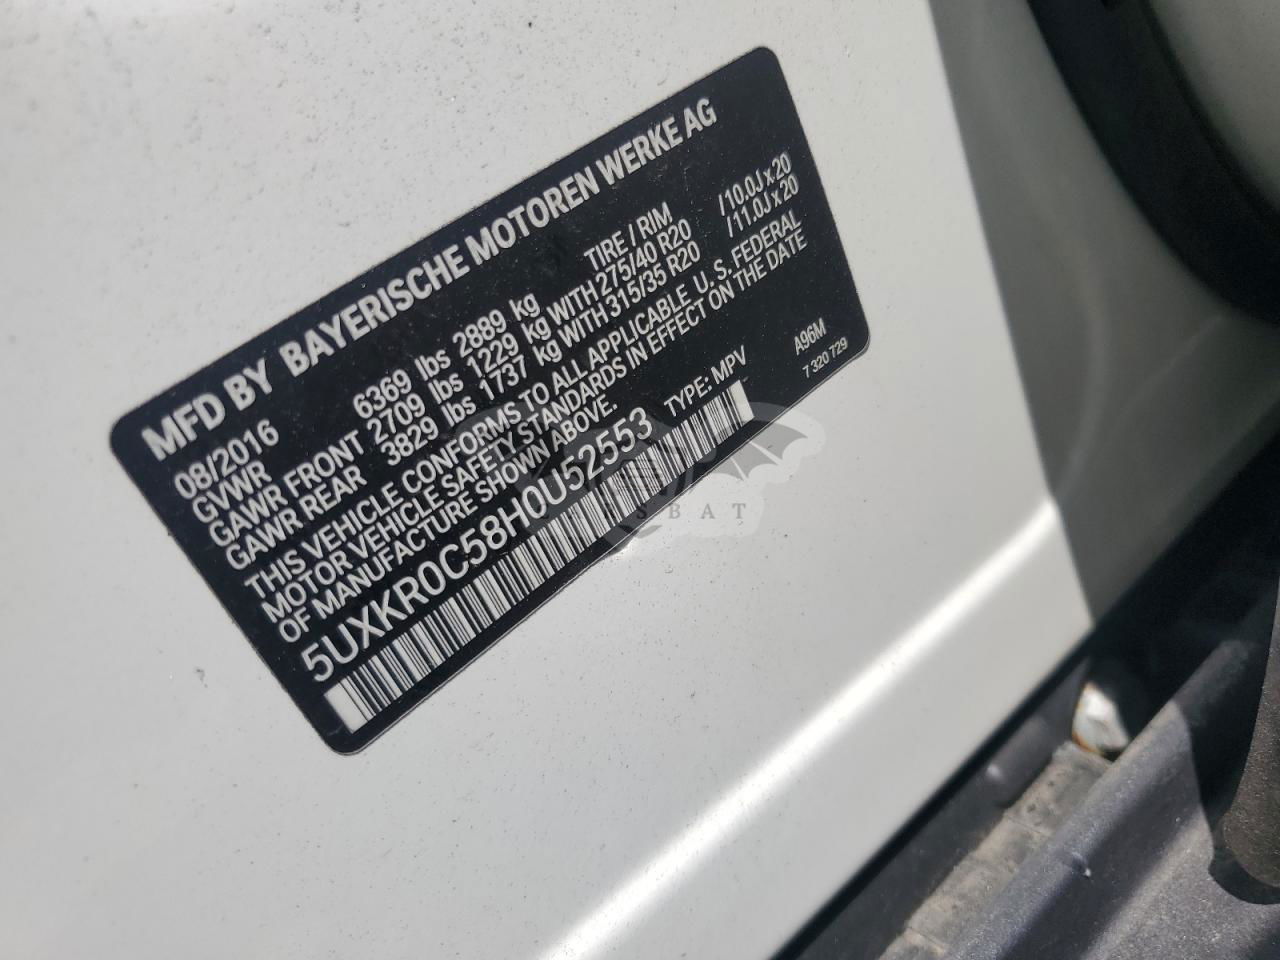 MFD BY BAYERISCHE MOTOREN WERKE AG
08/2016
GVWR 6369 lbs 2889 kg TIRE / RIM
GAWR FRONT 2709 lbs 1229 kg WITH 275/40 R20 /10.0J x 20
GAWR REAR 3829 lbs 1737 kg WITH 315/35 R20 /11.0J x 20
THIS VEHICLE CONFORMS TO ALL APPLICABLE U. S. FEDERAL
MOTOR VEHICLE SAFETY STANDARDS IN EFFECT ON THE DATE
OF MANUFACTURE SHOWN ABOVE.
5UXKR0C58H0U52553 TYPE: MPV A96M
7 320 729